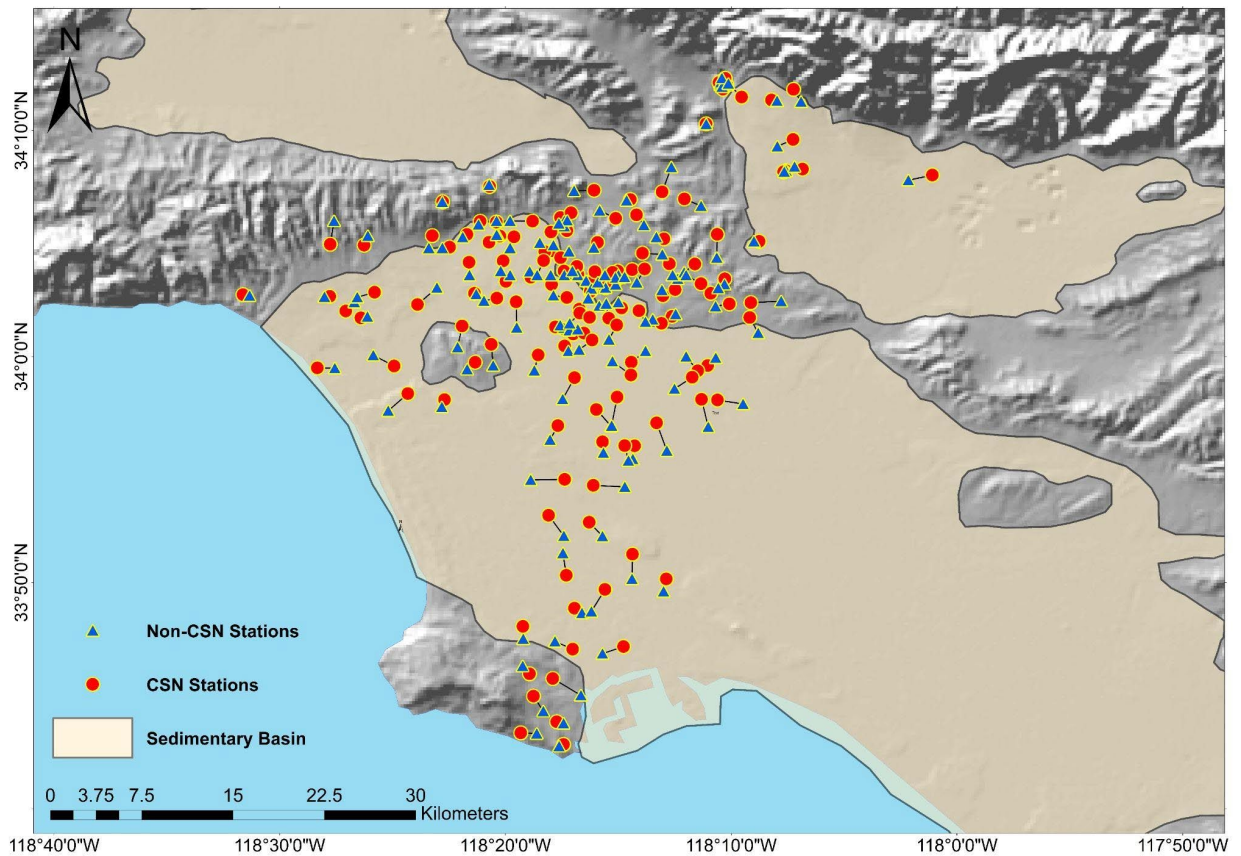 N
34°10'0"N
34°0'0"N
33°50'0"N
Non-CSN Stations
CSN Stations
Sedimentary Basin
0 3.75 7.5 15 22.5 30
Kilometers
118°40'0"W 118°30'0"W 118°20'0"W 118°10'0"W 118°0'0"W 117°50'0"W